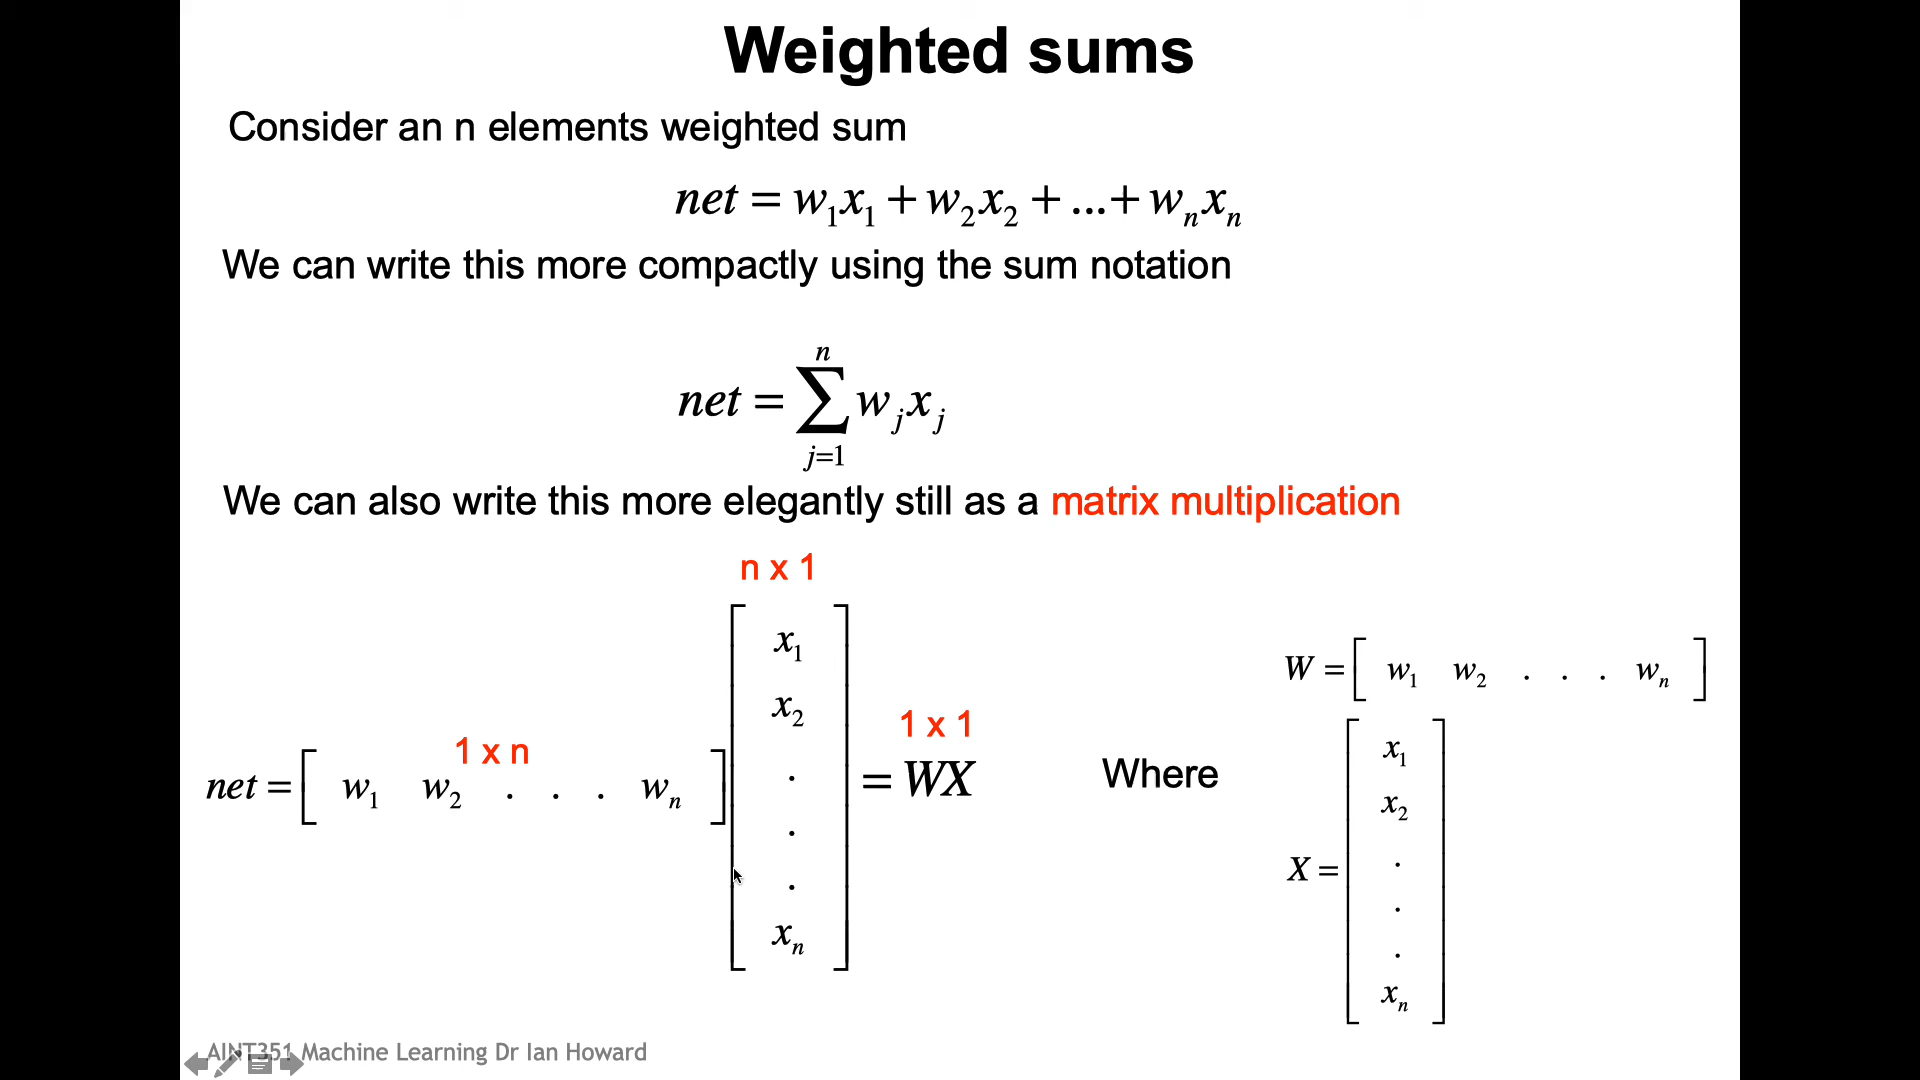 Weighted sums
Consider an n elements weighted sum
net = w₁x₁ + w₂x₂ + ...+ wₙxₙ
We can write this more compactly using the sum notation
n
net = ∑ wⱼxⱼ
j=1
We can also write this more elegantly still as a matrix multiplication
n x 1
1 x n
net = [ w₁ w₂ . . . wₙ ]
[ x₁
x₂
.
.
.
xₙ ]
1 x 1
= WX
Where
W = [ w₁ w₂ . . . wₙ ]
X = [ x₁
x₂
.
.
.
xₙ ]
AINT351 Machine Learning Dr Ian Howard